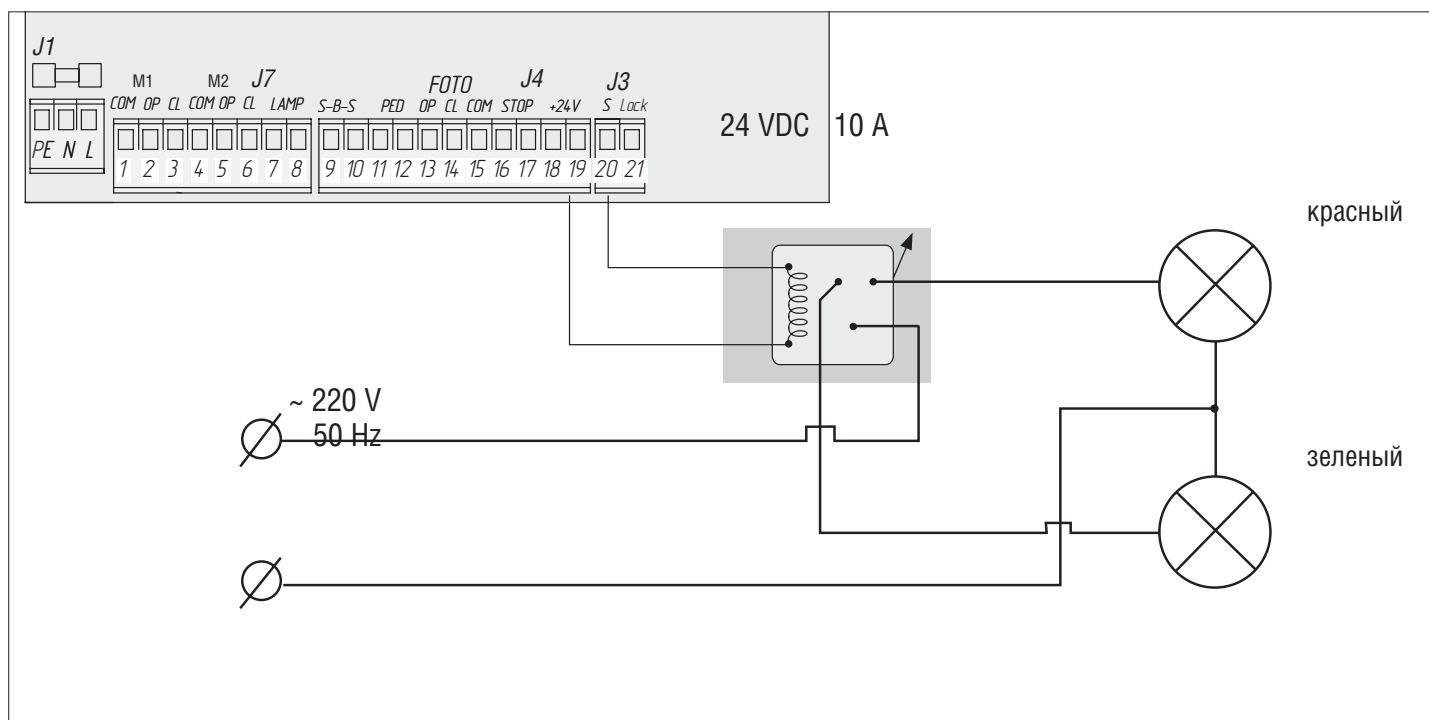 J1
M1 M2 J7
COM OP CL COM OP CL LAMP
PE N L
1 2 3 4 5 6 7 8
FOTO J4 J3
S-B-S PED OP CL COM STOP +24V S Lock
9 10 11 12 13 14 15 16 17 18 19 20 21
24 VDC 10 A
красный
~ 220 V
50 Hz
зеленый